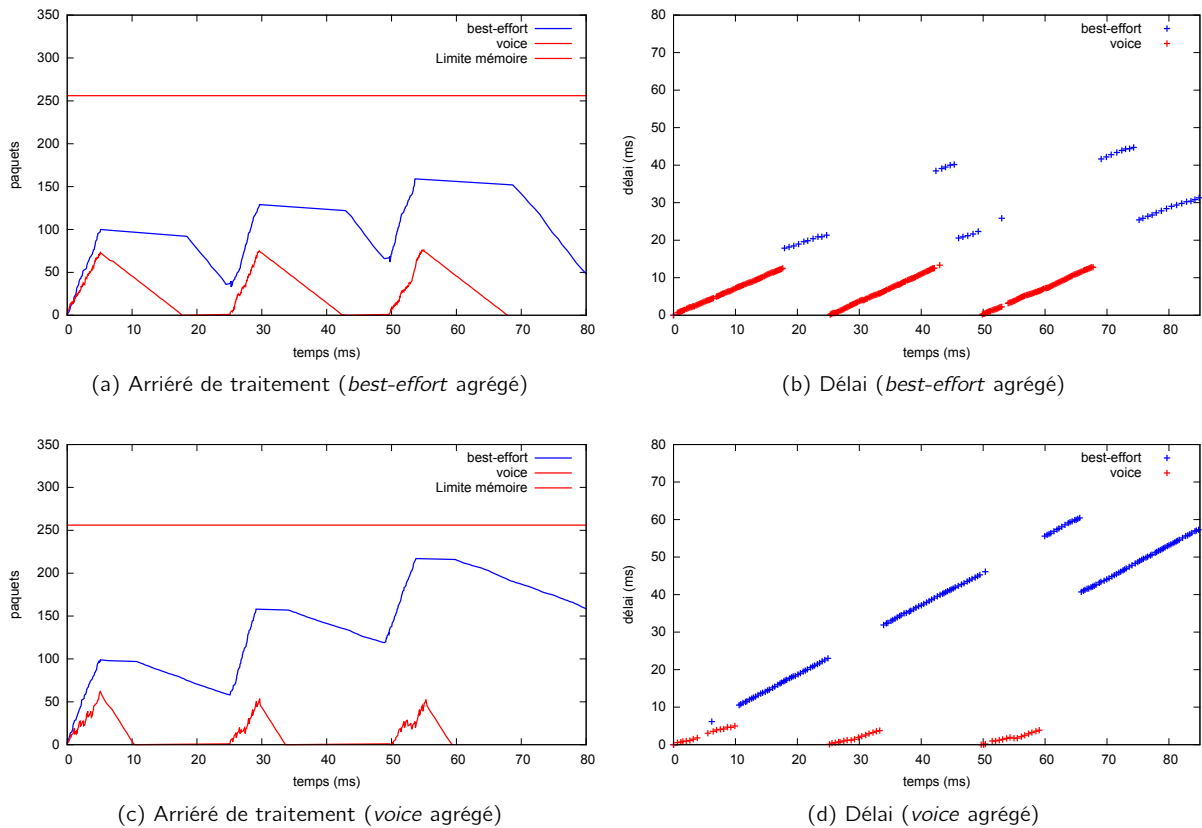 350
300
250
200
150
100
50
0
0 10 20 30 40 50 60 70 80
paquets
temps (ms)
best-effort
voice
Limite mémoire
(a) Arriéré de traitement (best-effort agrégé)
80
70
60
50
40
30
20
10
0
0 10 20 30 40 50 60 70 80
délai (ms)
temps (ms)
best-effort
voice
(b) Délai (best-effort agrégé)
350
300
250
200
150
100
50
0
0 10 20 30 40 50 60 70 80
paquets
temps (ms)
best-effort
voice
Limite mémoire
(c) Arriéré de traitement (voice agrégé)
80
70
60
50
40
30
20
10
0
0 10 20 30 40 50 60 70 80
délai (ms)
temps (ms)
best-effort
voice
(d) Délai (voice agrégé)